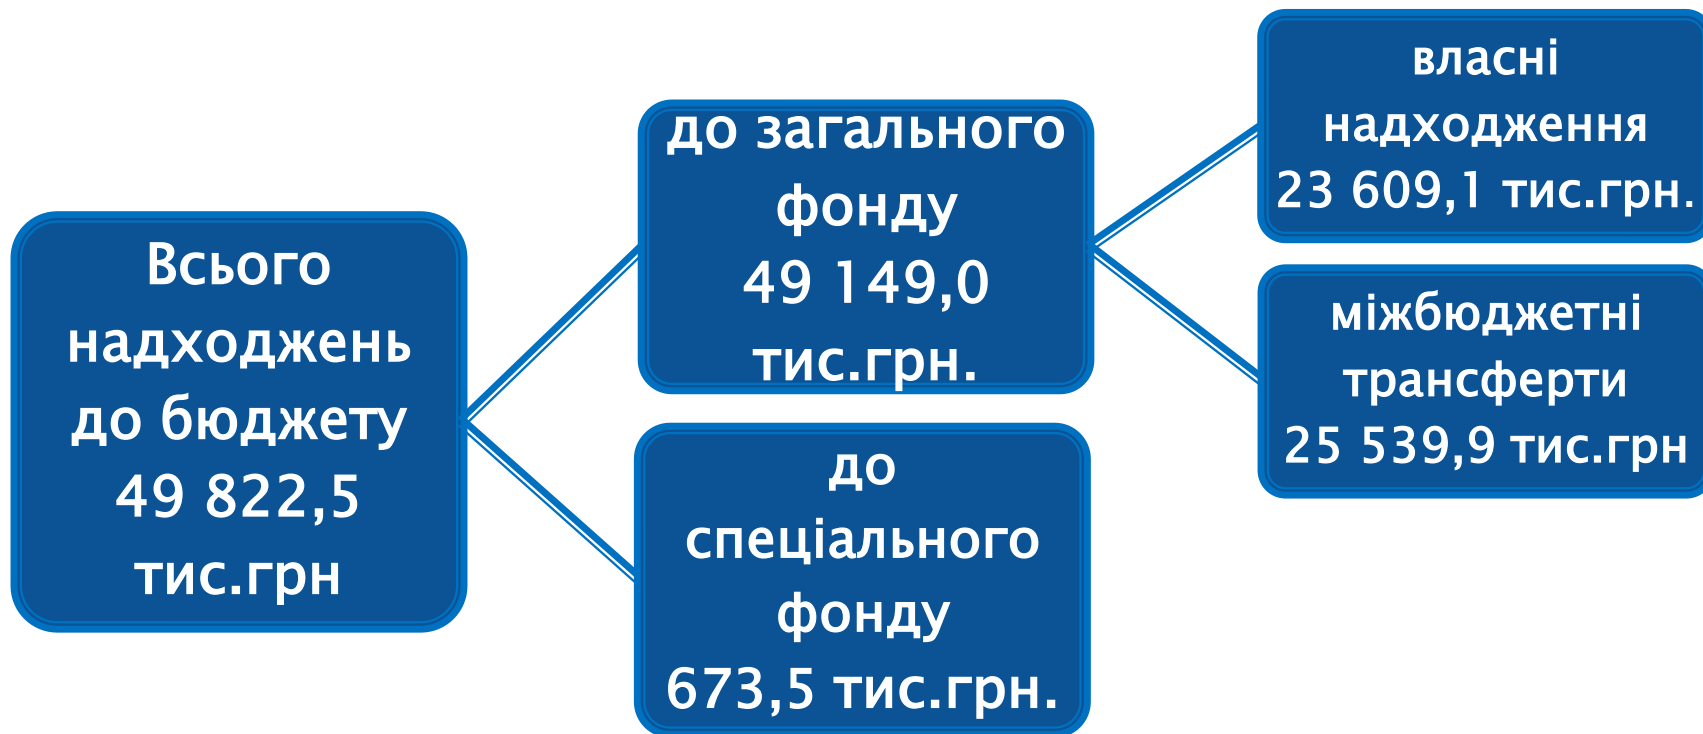 Всього
надходжень
до бюджету
49 822,5
тис.грн
до загального
фонду
49 149,0
тис.грн.
до
спеціального
фонду
673,5 тис.грн.
власні
надходження
23 609,1 тис.грн.
міжбюджетні
трансферти
25 539,9 тис.грн